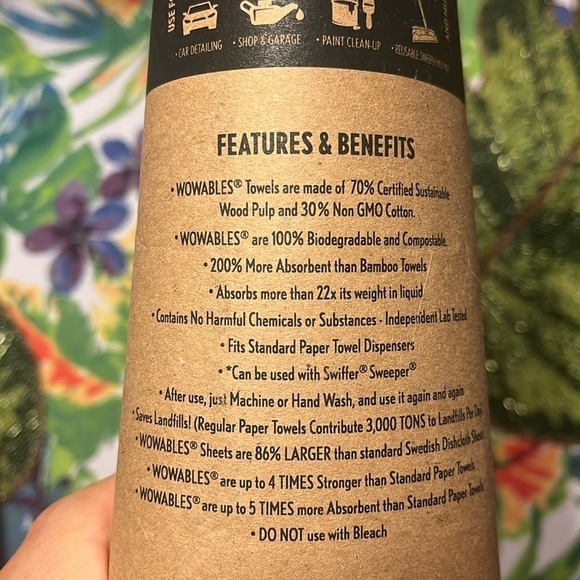 USE
• CAR DETAILING
• SHOP & GARAGE
• PAINT CLEAN-UP
• REUSABLE
FEATURES & BENEFITS
• WOWABLES® Towels are made of 70% Certified Sustainable
Wood Pulp and 30% Non GMO Cotton.
• WOWABLES® are 100% Biodegradable and Compostable.
• 200% More Absorbent than Bamboo Towels
• Absorbs more than 22x its weight in liquid
• Contains No Harmful Chemicals or Substances - Independent Lab Tested
• Fits Standard Paper Towel Dispensers
• *Can be used with Swiffer® Sweeper®
• After use, just Machine or Hand Wash, and use it again and again
• Saves Landfills! (Regular Paper Towels Contribute 3,000 TONS to Landfills Per Day)
• WOWABLES® Sheets are 86% LARGER than standard Swedish Dishcloth Sheets
• WOWABLES® are up to 4 TIMES Stronger than Standard Paper Towels
• WOWABLES® are up to 5 TIMES more Absorbent than Standard Paper Towels
• DO NOT use with Bleach